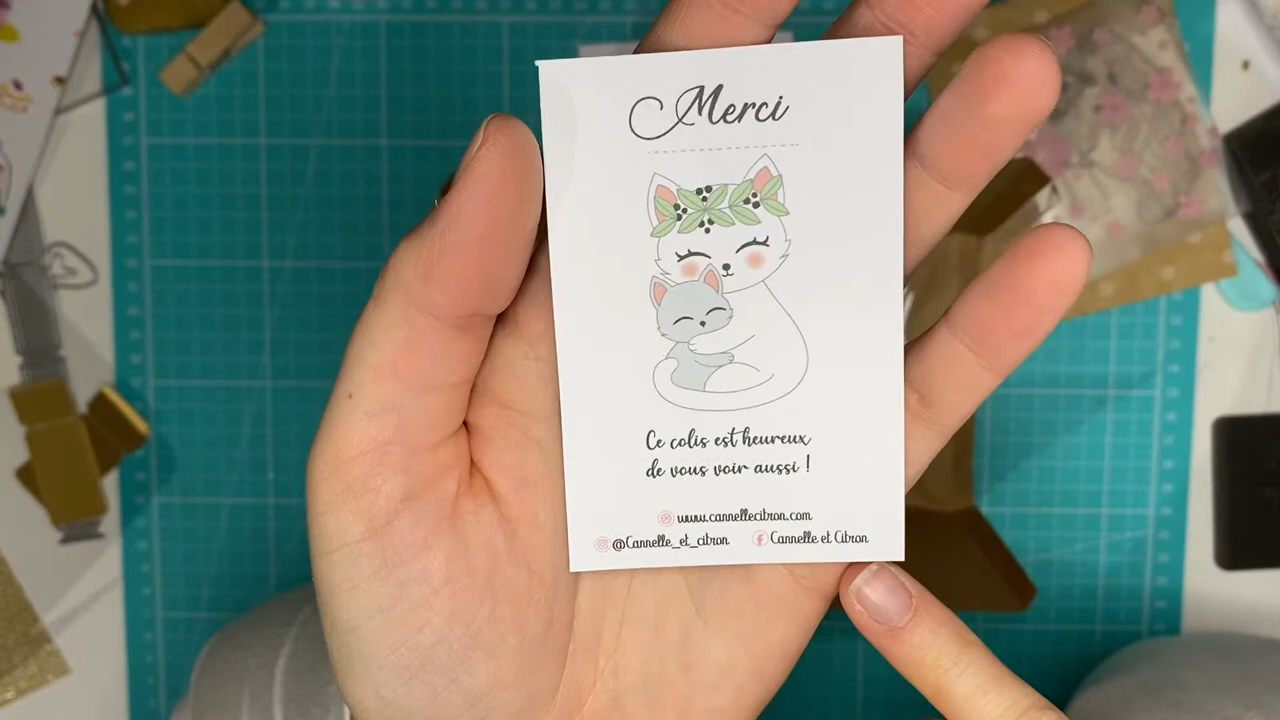 Merci
Ce colis est heureux
de vous voir aussi !
www.cannellecitron.com
@Cannelle_et_citron Cannelle et Citron